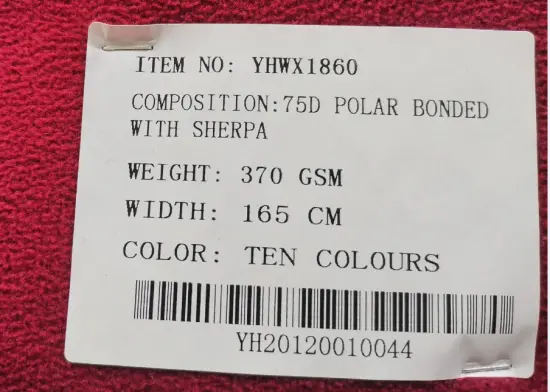 ITEM NO: YHWX1860
COMPOSITION:75D POLAR BONDED
WITH SHERPA
WEIGHT: 370 GSM
WIDTH: 165 CM
COLOR: TEN COLOURS
YH20120010044